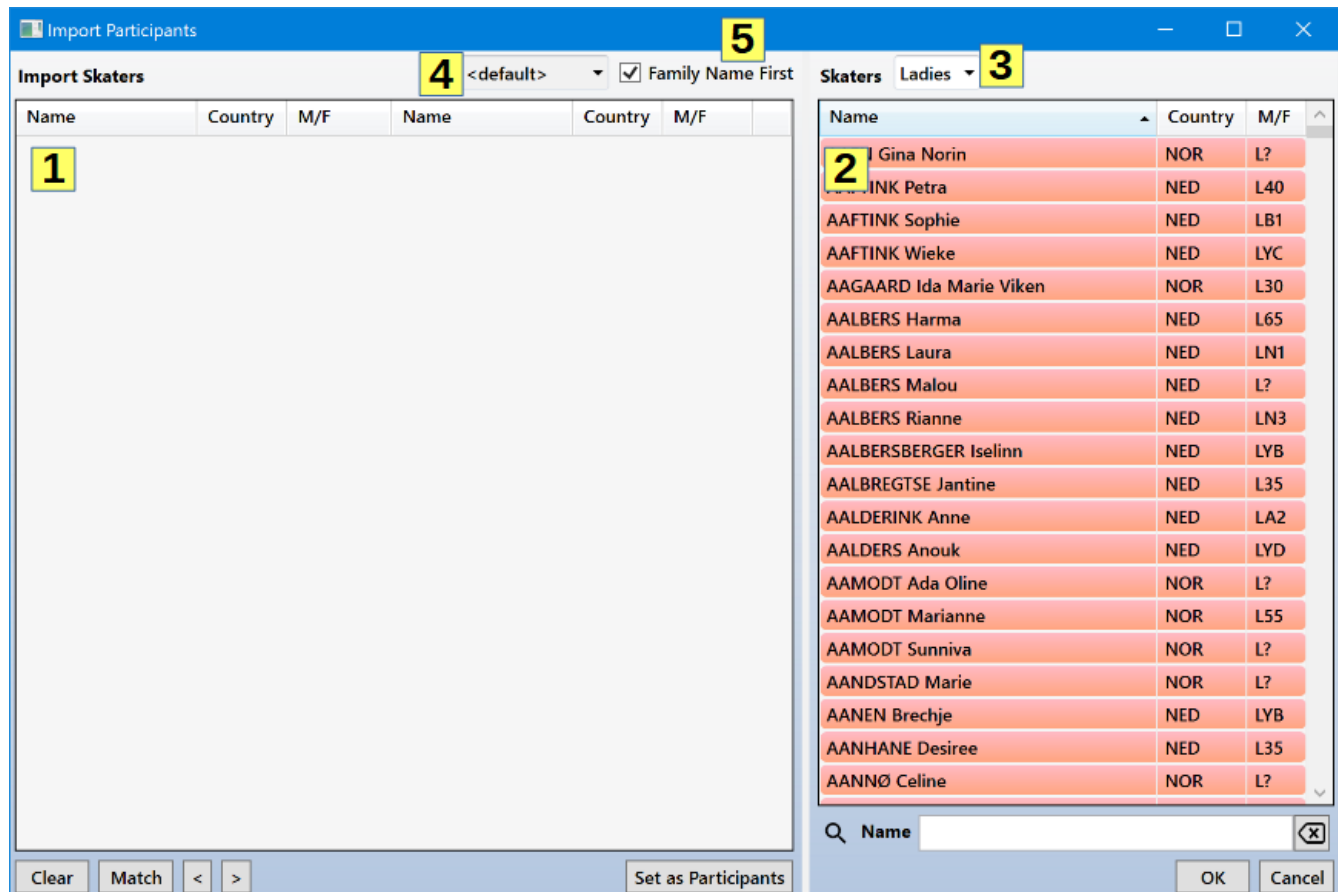 Import Participants
5
Import Skaters 4 <default> Family Name First Skaters Ladies 3
Name Country M/F Name Country M/F Name Country M/F
1
2
Gina Norin NOR L?
INK Petra NED L40
AAFTINK Sophie NED LB1
AAFTINK Wieke NED LYC
AAGAARD Ida Marie Viken NOR L30
AALBERS Harma NED L65
AALBERS Laura NED LN1
AALBERS Malou NED L?
AALBERS Rianne NED LN3
AALBERSBERGER Iselinn NED LYB
AALBREGTSE Jantine NED L35
AALDERINK Anne NED LA2
AALDERS Anouk NED LYD
AAMODT Ada Oline NOR L?
AAMODT Marianne NOR L55
AAMODT Sunniva NOR L?
AANDSTAD Marie NOR L?
AANEN Brechje NED LYB
AANHANE Desiree NED L35
AANNØ Celine NOR L?
Name
Clear Match < > Set as Participants OK Cancel